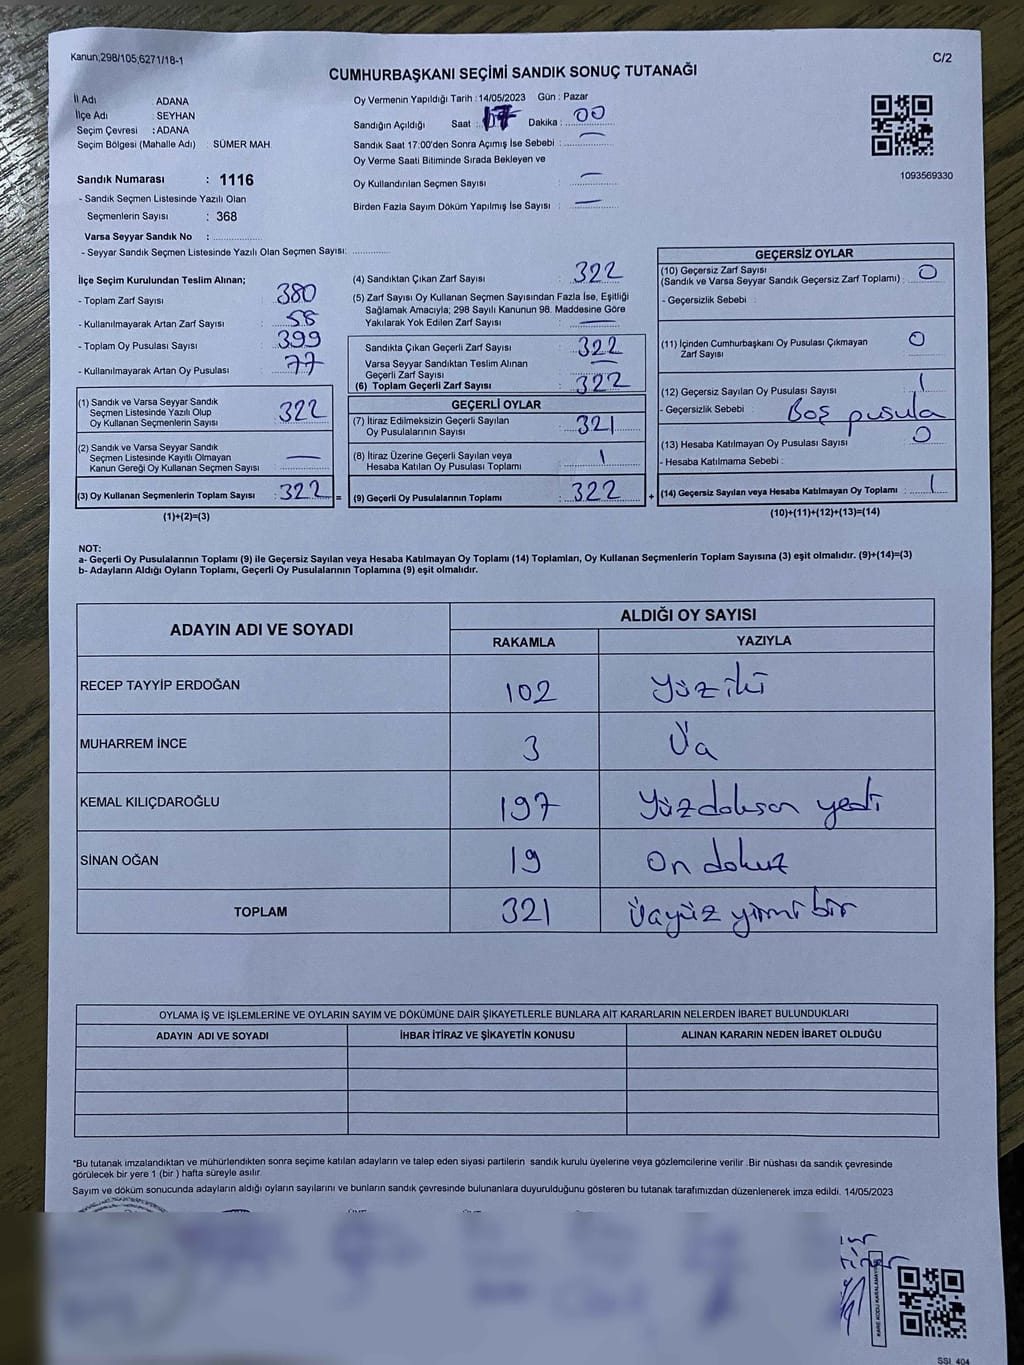 Kanun;298/105,6271/18-1
C/2
CUMHURBAŞKANI SEÇİMİ SANDIK SONUÇ TUTANAĞI
İl Adı ADANA
İlçe Adı SEYHAN
Seçim Çevresi : ADANA
Seçim Bölgesi (Mahalle Adı) SÜMER MAH.
Sandık Numarası : 1116
- Sandık Seçmen Listesinde Yazılı Olan
Seçmenlerin Sayısı : 368
Varsa Seyyar Sandık No :
- Seyyar Sandık Seçmen Listesinde Yazılı Olan Seçmen Sayısı:
Oy Vermenin Yapıldığı Tarih : 14/05/2023 Gün : Pazar
Sandığın Açıldığı Saat : 17 Dakika : 00
Sandık Saat 17:00'den Sonra Açımış İse Sebebi : —
Oy Verme Saati Bitiminde Sırada Bekleyen ve
Oy Kullandırılan Seçmen Sayısı : —
Birden Fazla Sayım Döküm Yapılmış İse Sayısı : —
1093569330
İlçe Seçim Kurulundan Teslim Alınan;
- Toplam Zarf Sayısı : 380
- Kullanılmayarak Artan Zarf Sayısı : 58
- Toplam Oy Pusulası Sayısı : 399
- Kullanılmayarak Artan Oy Pusulası : 77
(1) Sandık ve Varsa Seyyar Sandık
Seçmen Listesinde Yazılı Olup
Oy Kullanan Seçmenlerin Sayısı : 322
(2) Sandık ve Varsa Seyyar Sandık
Seçmen Listesinde Kayıtlı Olmayan
Kanun Gereği Oy Kullanan Seçmen Sayısı : —
(3) Oy Kullanan Seçmenlerin Toplam Sayısı : 322 =
(1)+(2)=(3)
(4) Sandıktan Çıkan Zarf Sayısı : 322
(5) Zarf Sayısı Oy Kullanan Seçmen Sayısından Fazla İse, Eşitliği
Sağlamak Amacıyla; 298 Sayılı Kanunun 98. Maddesine Göre
Yakılarak Yok Edilen Zarf Sayısı : —
Sandıkta Çıkan Geçerli Zarf Sayısı : 322
Varsa Seyyar Sandıktan Teslim Alınan
Geçerli Zarf Sayısı : —
(6) Toplam Geçerli Zarf Sayısı : 322
GEÇERLİ OYLAR
(7) İtiraz Edilmeksizin Geçerli Sayılan
Oy Pusulalarının Sayısı : 321
(8) İtiraz Üzerine Geçerli Sayılan veya
Hesaba Katılan Oy Pusulası Toplamı : 1
(9) Geçerli Oy Pusulalarının Toplamı : 322 +
GEÇERSİZ OYLAR
(10) Geçersiz Zarf Sayısı
(Sandık ve Varsa Seyyar Sandık Geçersiz Zarf Toplamı) : 0
- Geçersizlik Sebebi :
(11) İçinden Cumhurbaşkanı Oy Pusulası Çıkmayan
Zarf Sayısı : 0
(12) Geçersiz Sayılan Oy Pusulası Sayısı : 1
- Geçersizlik Sebebi : Boş pusula
(13) Hesaba Katılmayan Oy Pusulası Sayısı : 0
- Hesaba Katılmama Sebebi :
(14) Geçersiz Sayılan veya Hesaba Katılmayan Oy Toplamı : 1
(10)+(11)+(12)+(13)=(14)
NOT:
a- Geçerli Oy Pusulalarının Toplamı (9) ile Geçersiz Sayılan veya Hesaba Katılmayan Oy Toplamı (14) Toplamları, Oy Kullanan Seçmenlerin Toplam Sayısına (3) eşit olmalıdır. (9)+(14)=(3)
b- Adayların Aldığı Oyların Toplamı, Geçerli Oy Pusulalarının Toplamına (9) eşit olmalıdır.
ADAYIN ADI VE SOYADI
ALDIĞI OY SAYISI
RAKAMLA YAZIYLA
RECEP TAYYİP ERDOĞAN 102 Yüz iki
MUHARREM İNCE 3 Üç
KEMAL KILIÇDAROĞLU 197 Yüzdoksan yedi
SİNAN OĞAN 19 On dokuz
TOPLAM 321 Üçyüz yirmi bir
OYLAMA İŞ VE İŞLEMLERİNE VE OYLARIN SAYIM VE DÖKÜMÜNE DAİR ŞİKAYETLERLE BUNLARA AİT KARARLARIN NELERDEN İBARET BULUNDUKLARI
ADAYIN ADI VE SOYADI İHBAR İTİRAZ VE ŞİKAYETİN KONUSU ALINAN KARARIN NEDEN İBARET OLDUĞU
*Bu tutanak imzalandıktan ve mühürlendikten sonra seçime katılan adayların ve talep eden siyasi partilerin sandık kurulu üyelerine veya gözlemcilerine verilir .Bir nüshası da sandık çevresinde
görülecek bir yere 1 (bir ) hafta süreyle asılır.
Sayım ve döküm sonucunda adayların aldığı oyların sayılarını ve bunların sandık çevresinde bulunanlara duyurulduğunu gösteren bu tutanak tarafımızdan düzenlenerek imza edildi. 14/05/2023
KARE KODU KARALAMAYIN
SSI 404